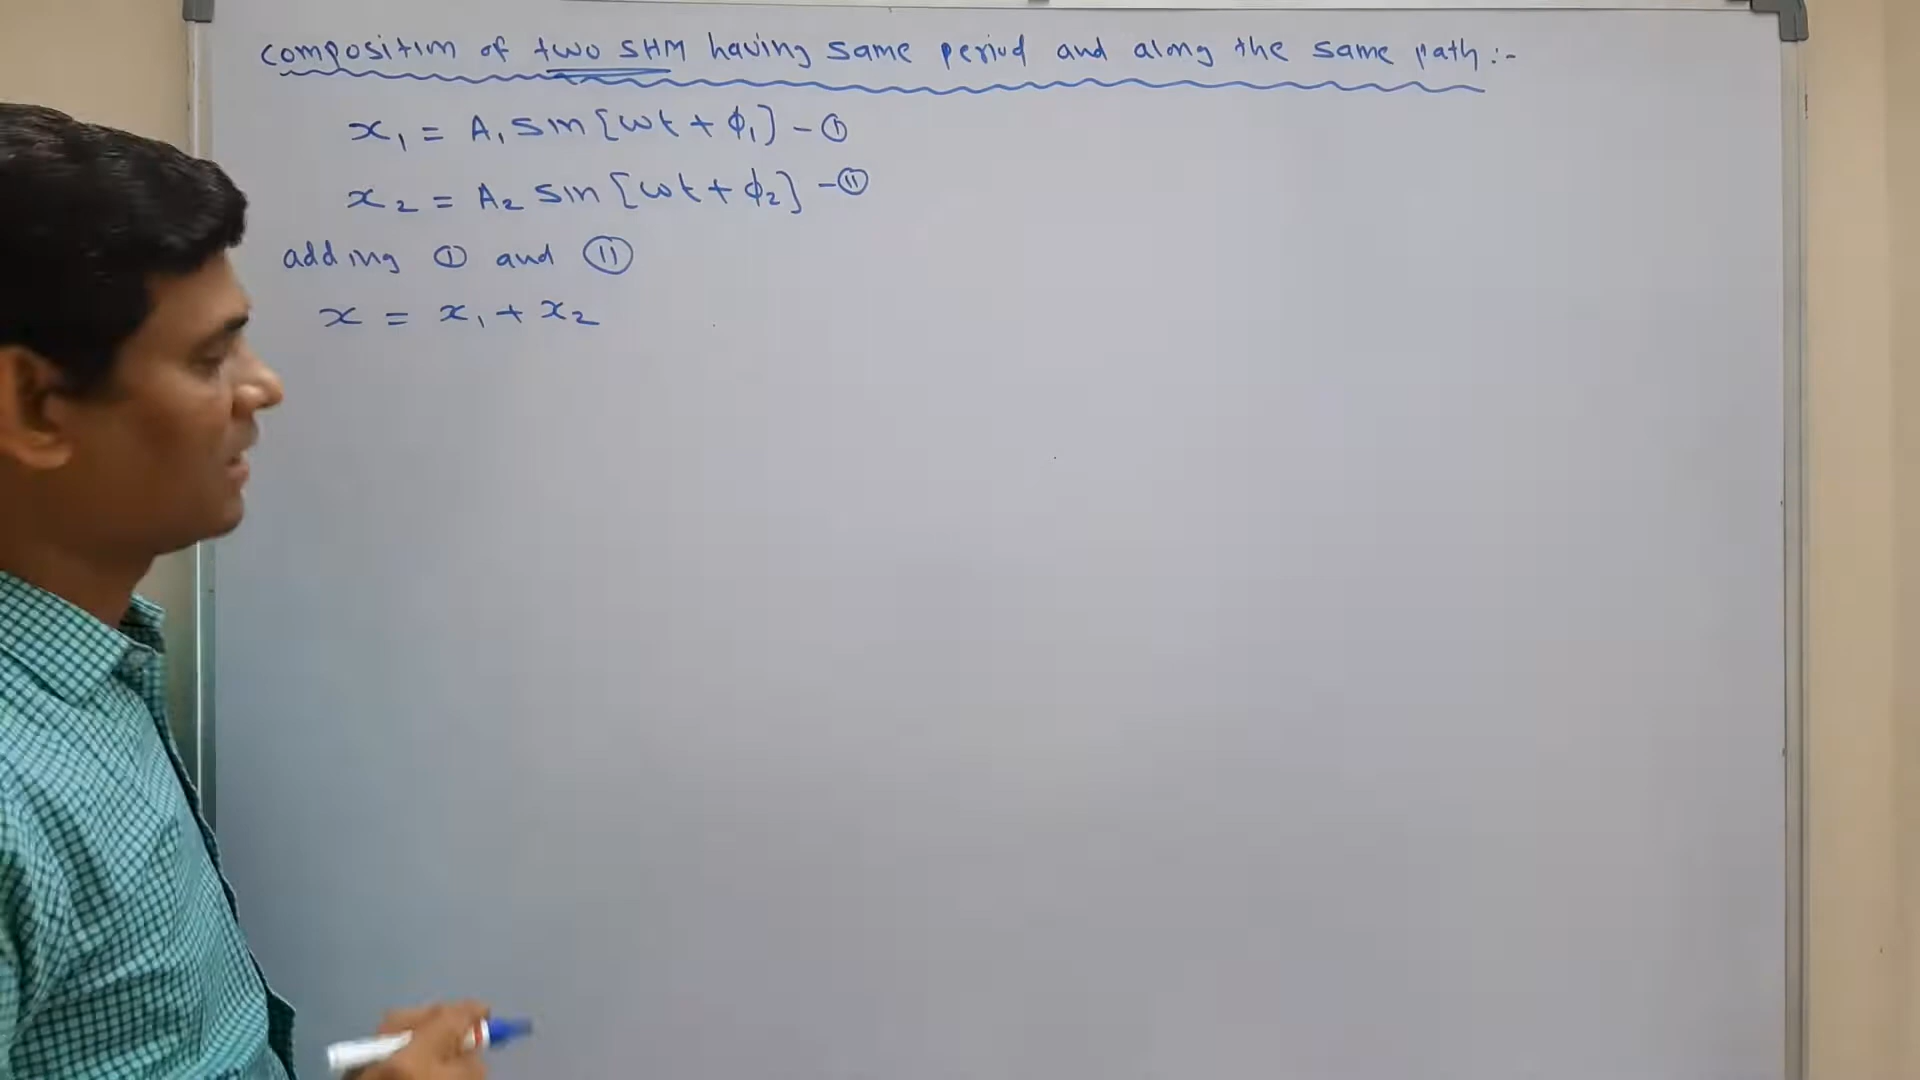 composition of two SHM having same period and along the same path :-
x₁ = A₁ sin [ωt + ϕ₁] - ①
x₂ = A₂ sin [ωt + ϕ₂] - ⑪
adding ① and ⑪
x = x₁ + x₂